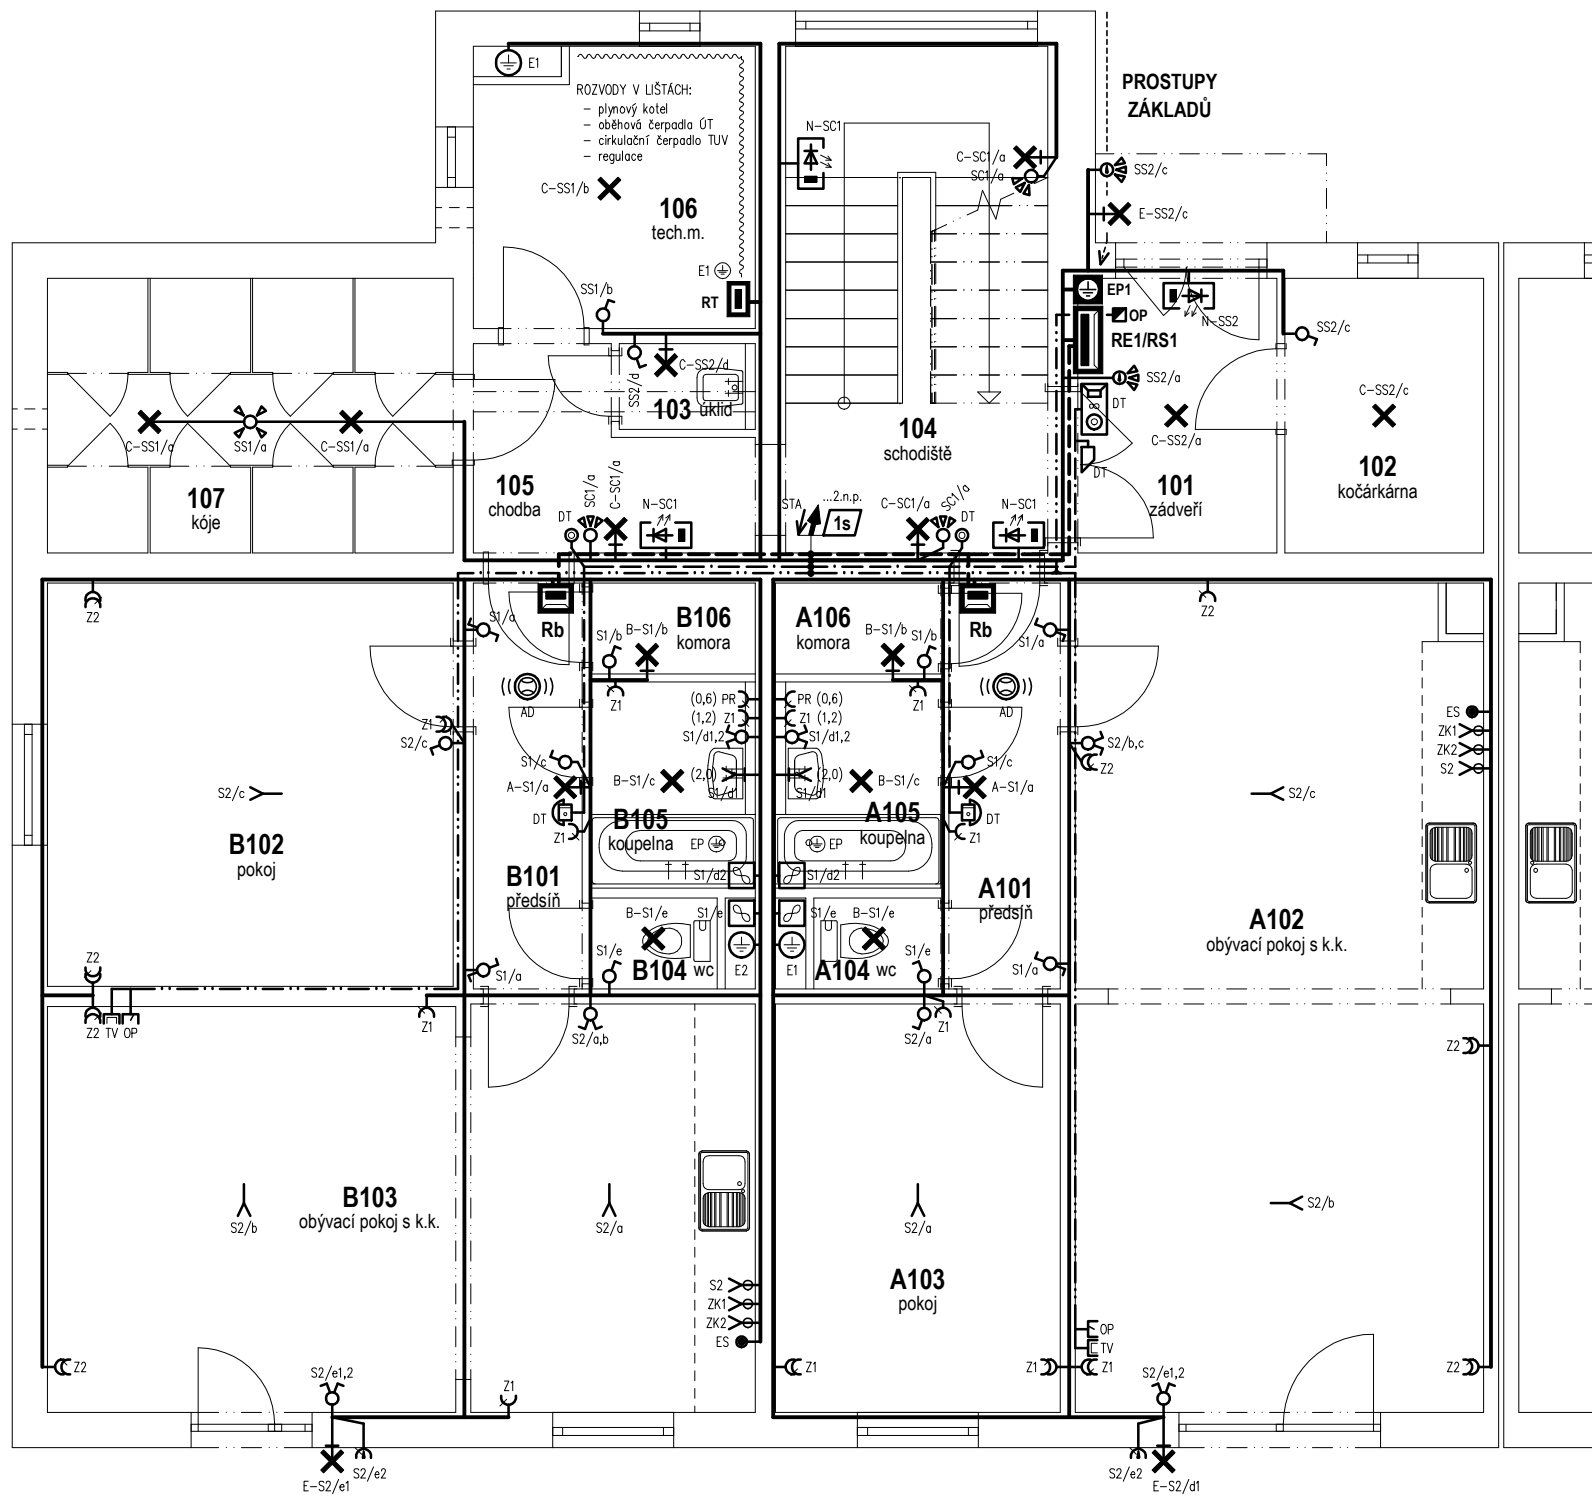 E1
ROZVODY V LIŠTÁCH:
– plynový kotel
– oběhová čerpadla ÚT
– cirkulační čerpadlo TUV
– regulace
C-SS1/b
106
tech.m.
E1
RT
SS1/b
N-SC1
C-SC1/a
SC1/a
PROSTUPY
ZÁKLADŮ
SS2/c
E-SS2/c
EP1
OP
RE1/RS1
N-SS2
SS2/c
SS2/a
DT
DT
C-SS2/a
C-SS2/c
101
zádveří
102
kočárkárna
SS2/d
C-SS2/d
103 úklid
104
schodiště
C-SS1/a
SS1/a
C-SS1/a
107
kóje
105
chodba
DT
SC1/a
C-SC1/a
N-SC1
STA
...2.n.p.
1s
C-SC1/a
SC1/a
DT
N-SC1
Z2
S1/a
Rb
S1/b
B-S1/b
B106
komora
Z1
A106
komora
B-S1/b
S1/b
Z1
Rb
S1/a
Z2
AD
AD
(0,6) PR
(1,2) Z1
S1/d1,2
(2,0)
S1/d1
PR (0,6)
Z1 (1,2)
S1/d1,2
(2,0)
S1/d1
Z1
S2/c
S1/c
A-S1/a
DT
Z1
B-S1/c
B105
koupelna
EP
S1/d2
B-S1/c
A105
koupelna
EP
S1/d2
S1/c
A-S1/a
DT
Z1
S2/b,c
Z2
ES
ZK1
ZK2
S2
S2/c
S2/c
B102
pokoj
B101
předsíň
B-S1/e
S1/e
S1/e
B104 wc
E2
S1/e
B-S1/e
E1
A104 wc
S1/e
A101
předsíň
A102
obývací pokoj s k.k.
S1/a
S1/a
Z2
Z2
TV
OP
Z1
S2/a,b
S2/a
Z1
Z2
S2/b
B103
obývací pokoj s k.k.
S2/a
S2/a
S2/b
A103
pokoj
S2
ZK1
ZK2
ES
OP
TV
Z2
S2/e1,2
Z1
Z1
Z1
Z1
S2/e1,2
Z2
E-S2/e1
S2/e2
S2/e2
E-S2/d1